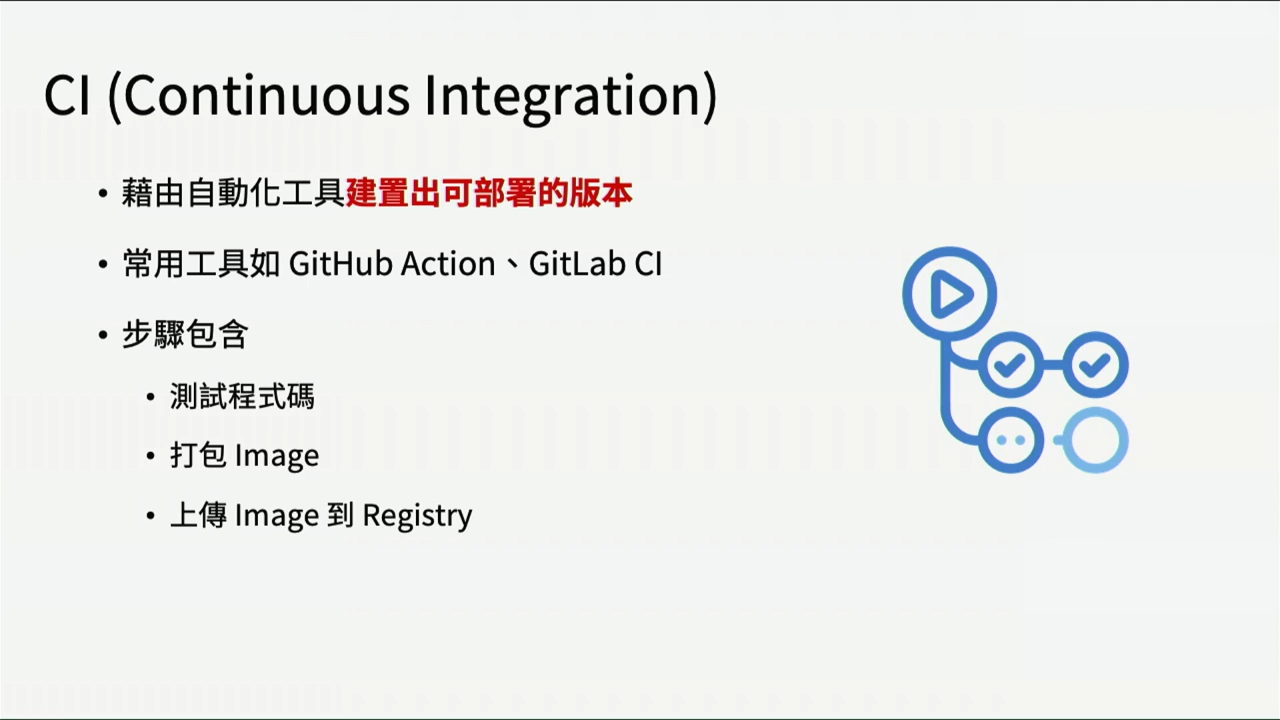 CI (Continuous Integration)
• 藉由自動化工具建置出可部署的版本
• 常用工具如 GitHub Action、GitLab CI
• 步驟包含
• 測試程式碼
• 打包 Image
• 上傳 Image 到 Registry